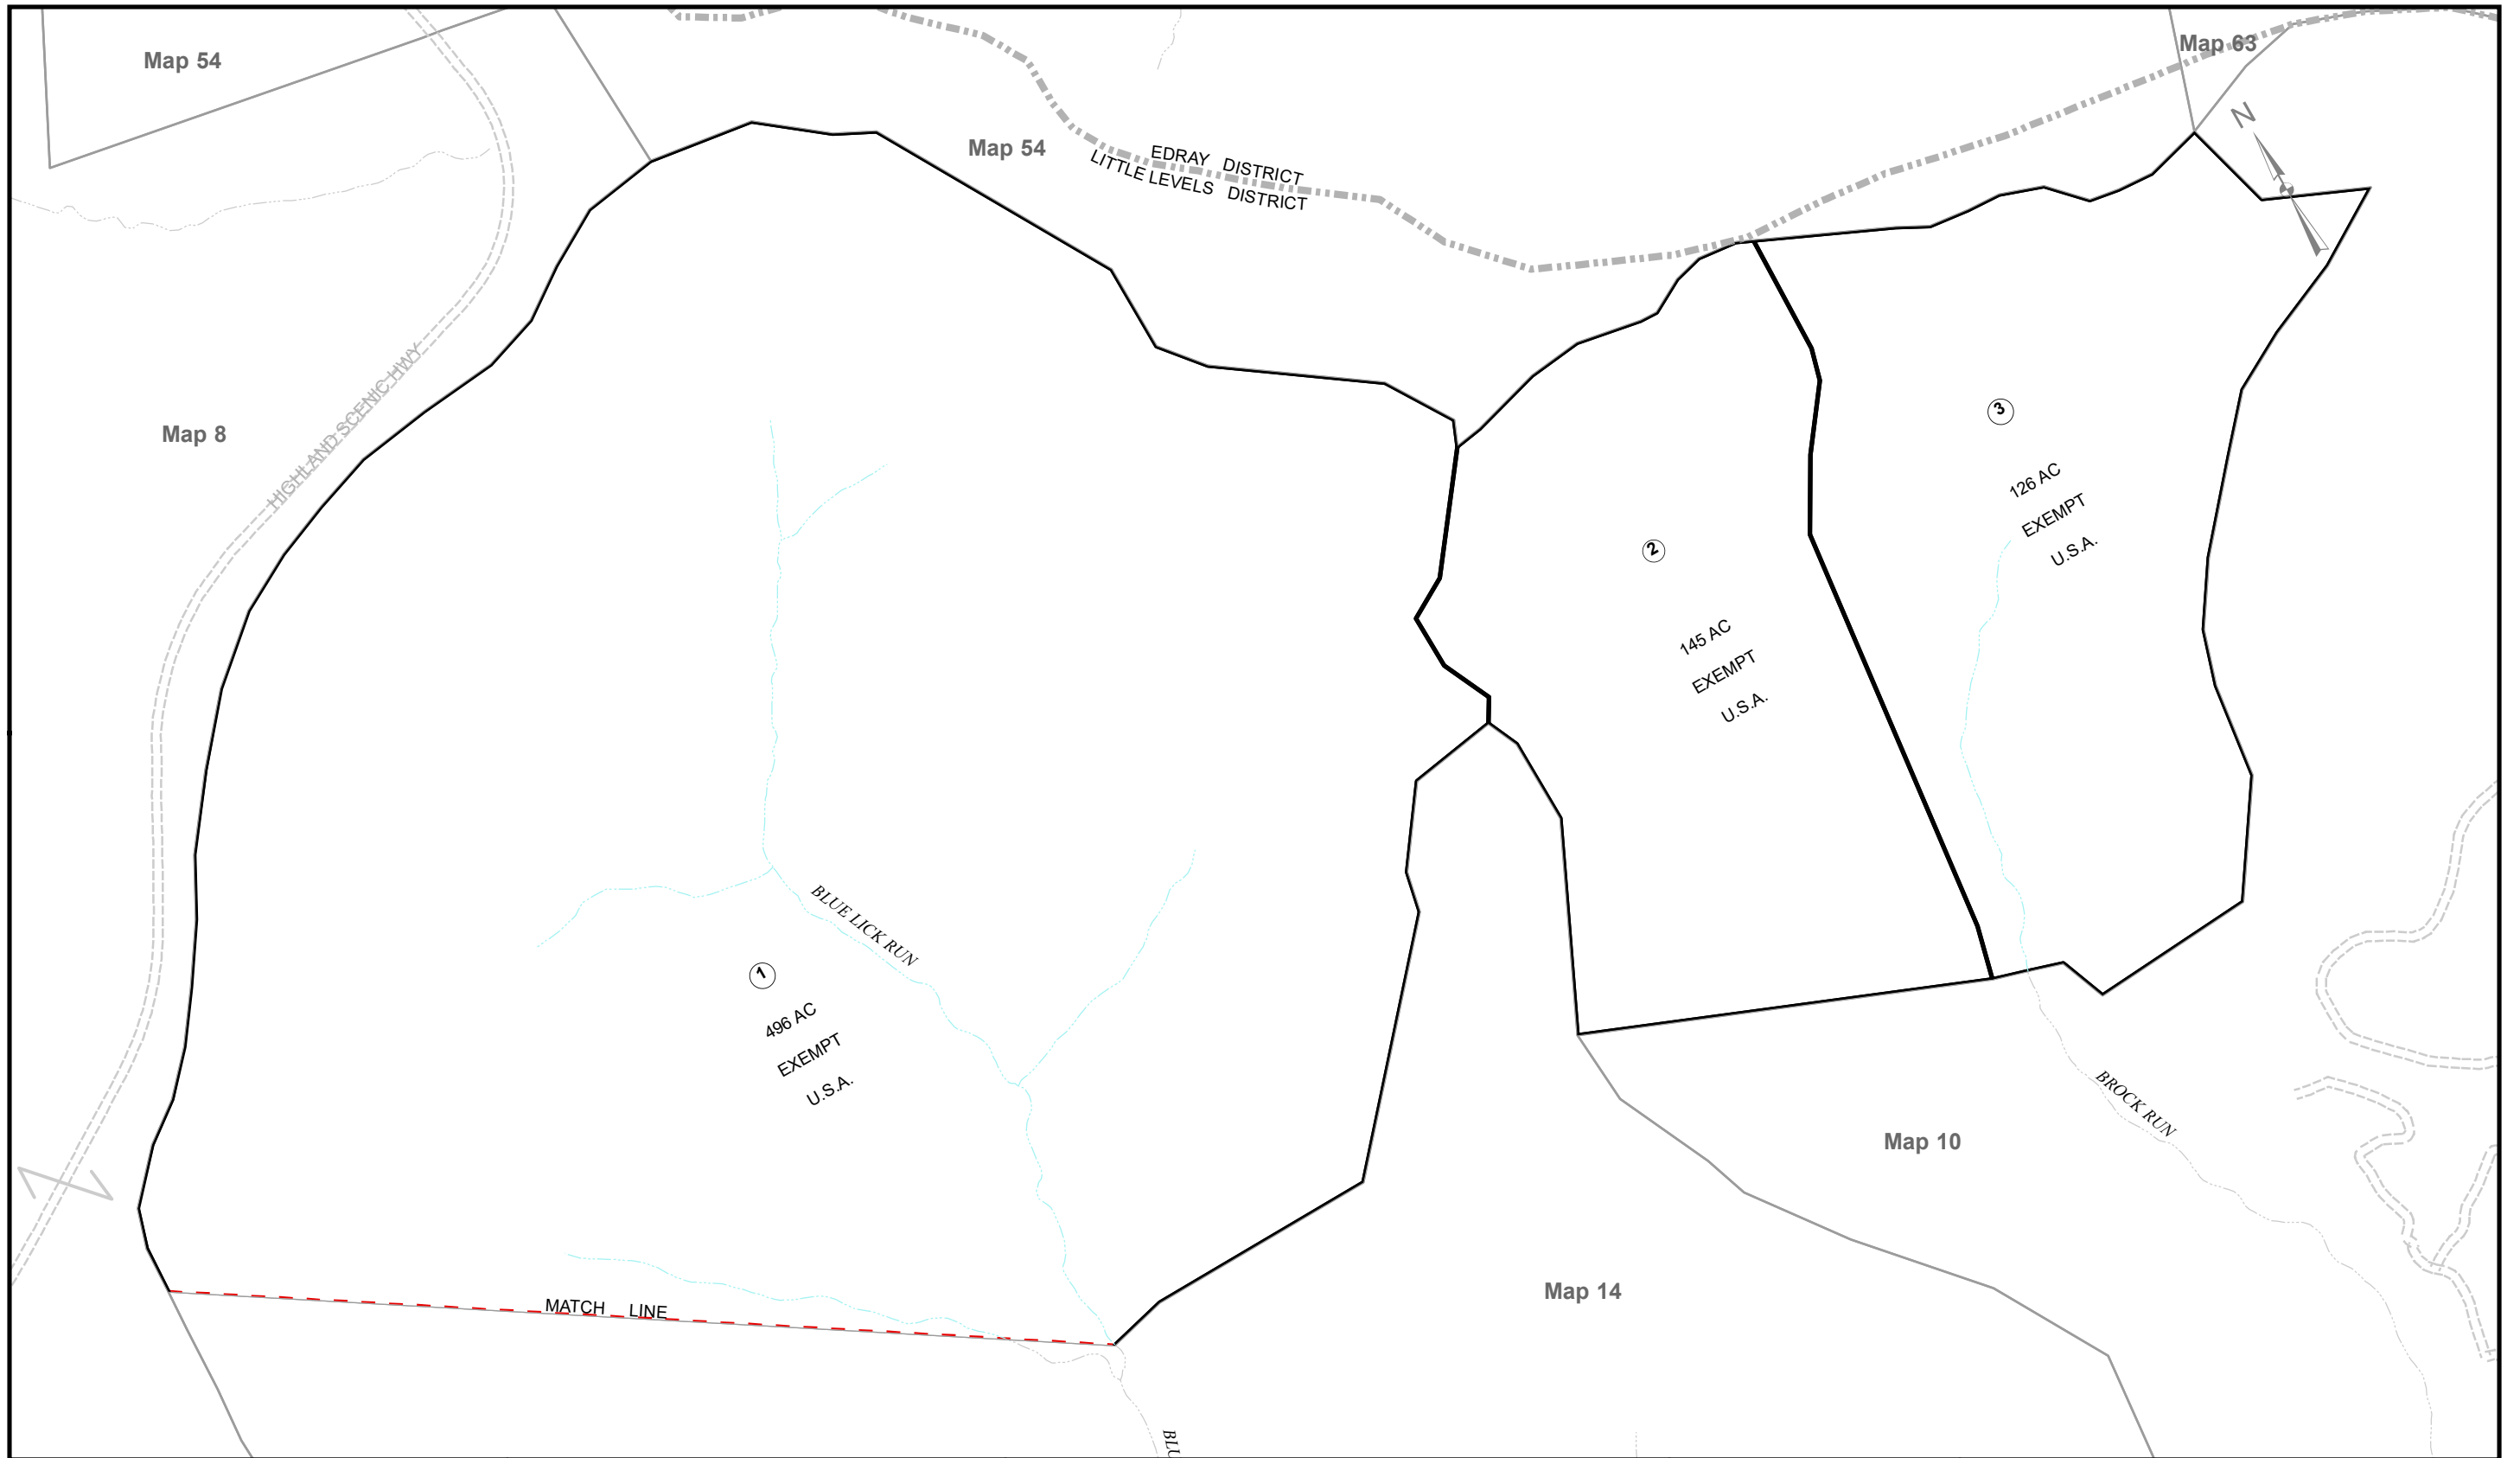 Map 54
Map 63
N
Map 54
EDRAY DISTRICT
LITTLE LEVELS DISTRICT
Map 8
HIGHLAND SCENIC HWY
3
126 AC
EXEMPT
U.S.A.
2
145 AC
EXEMPT
U.S.A.
BLUE LICK RUN
1
496 AC
EXEMPT
U.S.A.
BROCK RUN
Map 10
Map 14
MATCH LINE
BLU